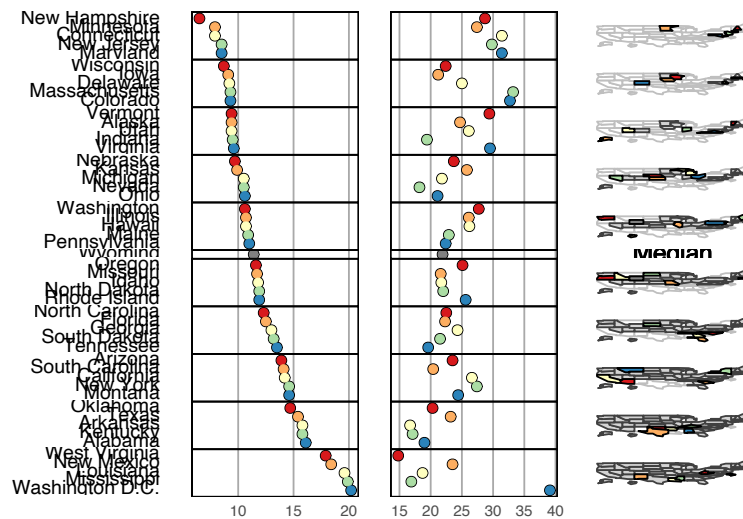 New Hampshire
Minnesota
Connecticut
New Jersey
Maryland
Wisconsin
Iowa
Delaware
Massachusetts
Colorado
Vermont
Alaska
Utah
Indiana
Virginia
Nebraska
Kansas
Michigan
Nevada
Ohio
Washington
Illinois
Hawaii
Maine
Pennsylvania
Wyoming
Median
Oregon
Missouri
Idaho
North Dakota
Rhode Island
North Carolina
Florida
Georgia
South Dakota
Tennessee
Arizona
South Carolina
California
New York
Montana
Oklahoma
Texas
Arkansas
Kentucky
Alabama
West Virginia
New Mexico
Louisiana
Mississippi
Washington D.C.
10 15 20 15 20 25 30 35 40